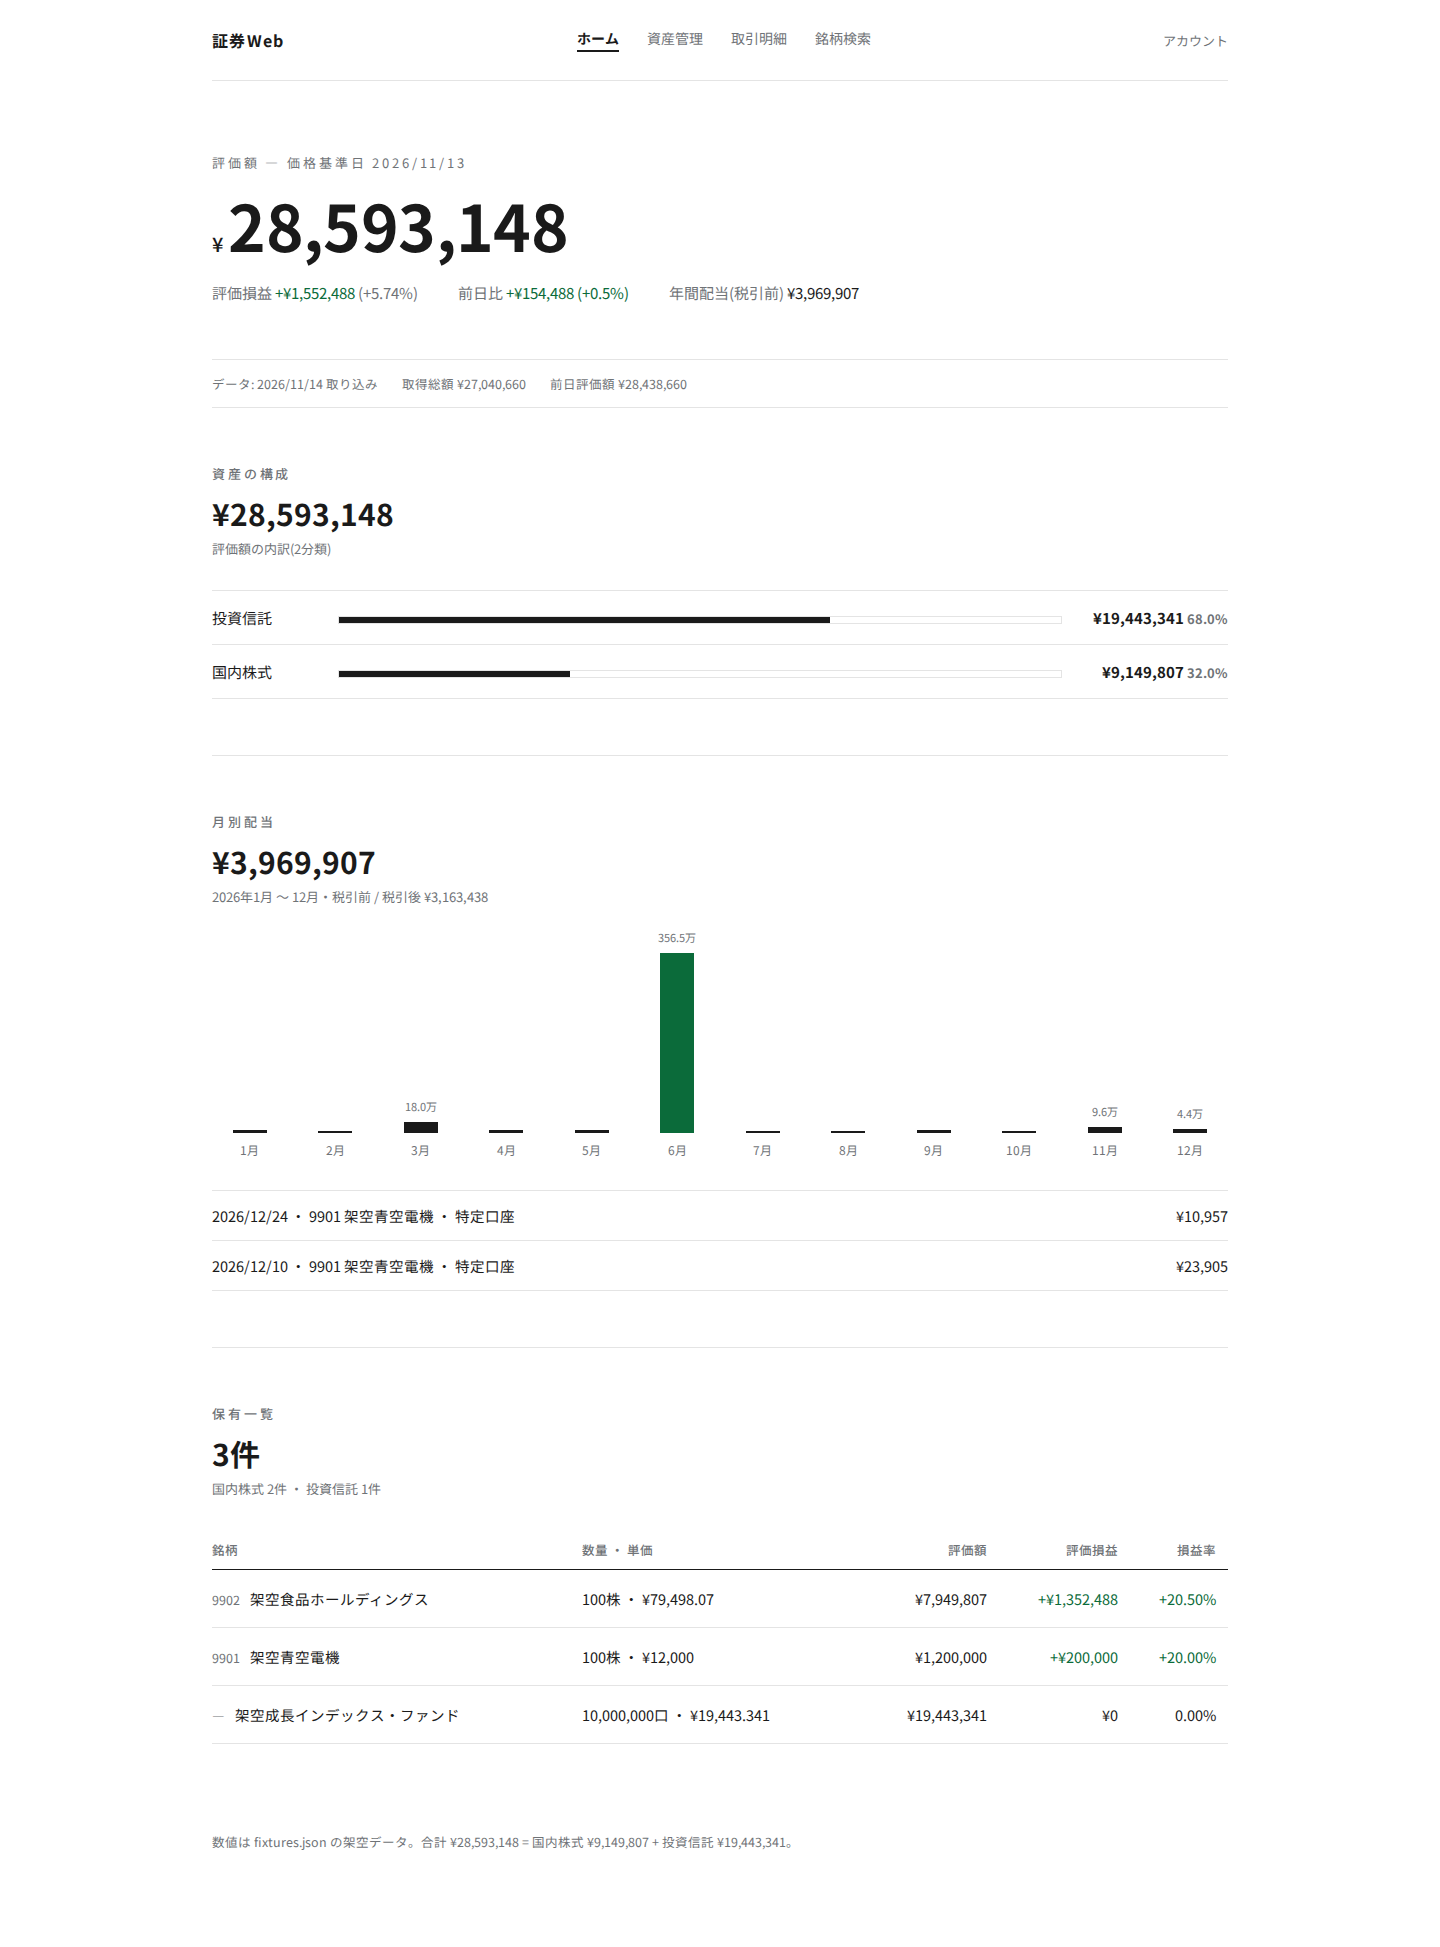 証券Web
ホーム 資産管理 取引明細 銘柄検索
アカウント
評価額 — 価格基準日 2026/11/13
¥28,593,148
評価損益 +¥1,552,488 (+5.74%) 前日比 +¥154,488 (+0.5%) 年間配当(税引前) ¥3,969,907
データ: 2026/11/14 取り込み 取得総額 ¥27,040,660 前日評価額 ¥28,438,660
資産の構成
¥28,593,148
評価額の内訳(2分類)
投資信託 ¥19,443,341 68.0%
国内株式 ¥9,149,807 32.0%
月別配当
¥3,969,907
2026年1月 〜 12月・税引前 / 税引後 ¥3,163,438
356.5万
18.0万 9.6万 4.4万
1月 2月 3月 4月 5月 6月 7月 8月 9月 10月 11月 12月
2026/12/24 ・ 9901 架空青空電機 ・ 特定口座 ¥10,957
2026/12/10 ・ 9901 架空青空電機 ・ 特定口座 ¥23,905
保有一覧
3件
国内株式 2件 ・ 投資信託 1件
銘柄 数量 ・ 単価 評価額 評価損益 損益率
9902 架空食品ホールディングス 100株 ・ ¥79,498.07 ¥7,949,807 +¥1,352,488 +20.50%
9901 架空青空電機 100株 ・ ¥12,000 ¥1,200,000 +¥200,000 +20.00%
— 架空成長インデックス・ファンド 10,000,000口 ・ ¥19,443.341 ¥19,443,341 ¥0 0.00%
数値は fixtures.json の架空データ。合計 ¥28,593,148 = 国内株式 ¥9,149,807 + 投資信託 ¥19,443,341。